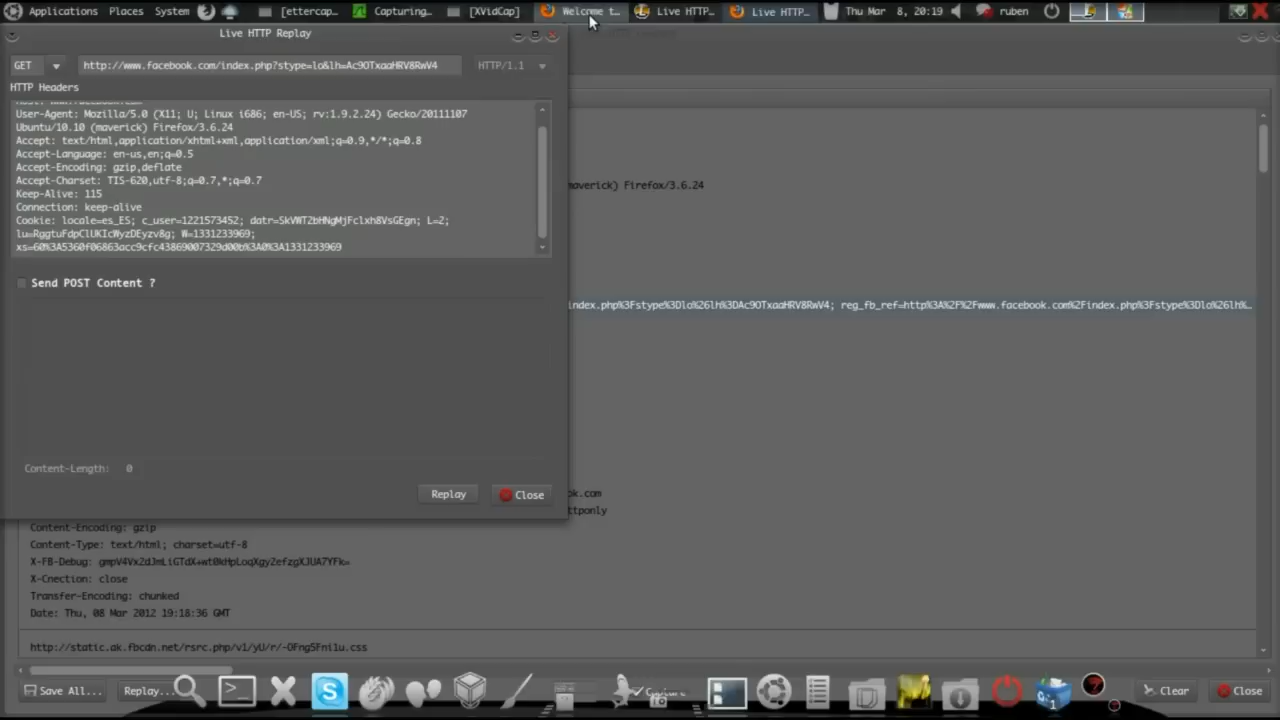 Applications Places System [ettercap… Capturing… [XVidCap] Welcome t… Live HTTP… Live HTTP… Thu Mar 8, 20:19 ruben
Live HTTP Replay
GET http://www.facebook.com/index.php?stype=lo&lh=Ac9OTxaaHRV8RwV4 HTTP/1.1
HTTP Headers
User-Agent: Mozilla/5.0 (X11; U; Linux i686; en-US; rv:1.9.2.24) Gecko/20111107
Ubuntu/10.10 (maverick) Firefox/3.6.24
Accept: text/html,application/xhtml+xml,application/xml;q=0.9,*/*;q=0.8
Accept-Language: en-us,en;q=0.5
Accept-Encoding: gzip,deflate
Accept-Charset: TIS-620,utf-8;q=0.7,*;q=0.7
Keep-Alive: 115
Connection: keep-alive
Cookie: locale=es_ES; c_user=1221573452; datr=SkVWT2bHNgMjFclxh8VsGEgn; L=2;
lu=RggtuFdpClUKIcWyzDEyzv8g; W=1331233969;
xs=60%3A5360f06863acc9cfc43869007329d00b%3A0%3A1331233969
maverick) Firefox/3.6.24
Send POST Content ?
index.php%3Fstype%3Dlo%26lh%3DAc9OTxaaHRV8RwV4; reg_fb_ref=http%3A%2F%2Fwww.facebook.com%2Findex.php%3Fstype%3Dlo%26lh%…
Content-Length: 0
Replay Close
ok.com
ttponly
Content-Encoding: gzip
Content-Type: text/html; charset=utf-8
X-FB-Debug: gmpV4Vx2dJmLiGTdX+wt0kHpLoqXgyZefzgXJUA7YFk=
X-Cnection: close
Transfer-Encoding: chunked
Date: Thu, 08 Mar 2012 19:18:36 GMT
http://static.ak.fbcdn.net/rsrc.php/v1/yU/r/-OFng5Fni1u.css
Save All... Replay... Capture Clear Close